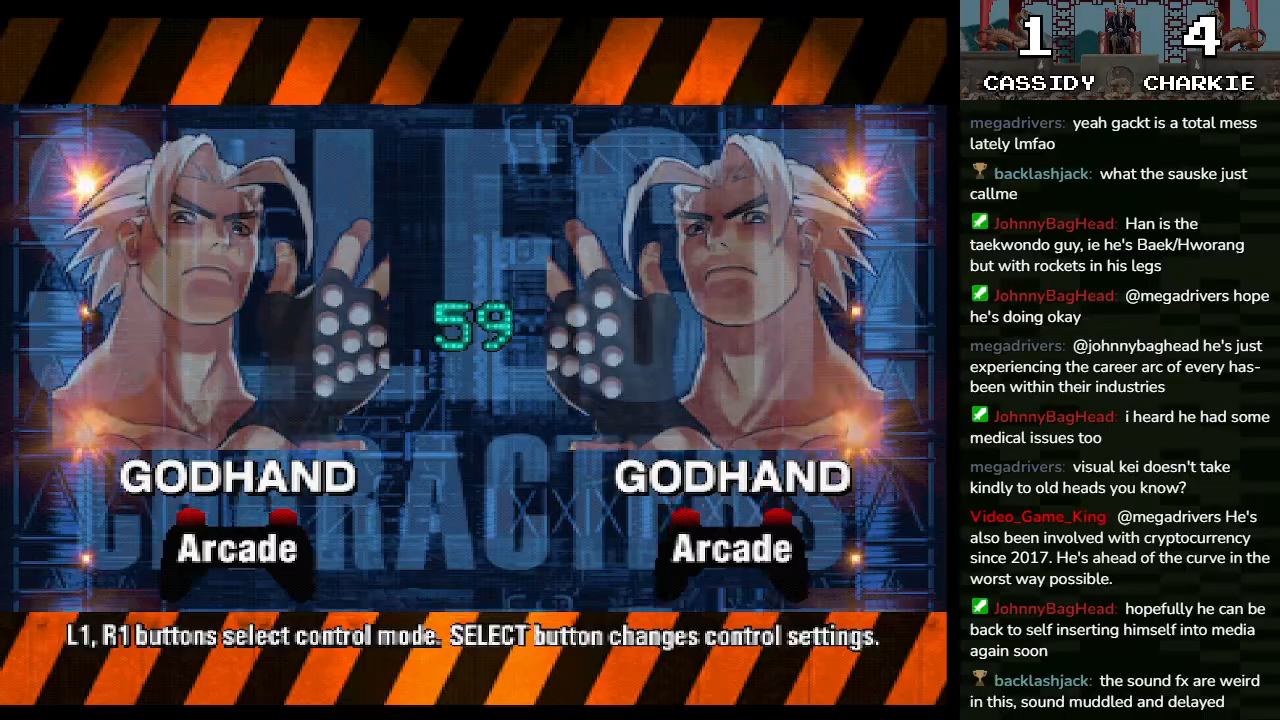 SELECT
CHARACTERS
59
GODHAND
GODHAND
Arcade
Arcade
L1, R1 buttons select control mode. SELECT button changes control settings.
1
4
CASSIDY
CHARKIE
megadrivers: yeah gackt is a total mess
lately lmfao
backlashjack: what the sauske just
callme
JohnnyBagHead: Han is the
taekwondo guy, ie he's Baek/Hworang
but with rockets in his legs
JohnnyBagHead: @megadrivers hope
he's doing okay
megadrivers: @johnnybaghead he's just
experiencing the career arc of every has-
been within their industries
JohnnyBagHead: i heard he had some
medical issues too
megadrivers: visual kei doesn't take
kindly to old heads you know?
Video_Game_King: @megadrivers He's
also been involved with cryptocurrency
since 2017. He's ahead of the curve in the
worst way possible.
JohnnyBagHead: hopefully he can be
back to self inserting himself into media
again soon
backlashjack: the sound fx are weird
in this, sound muddled and delayed